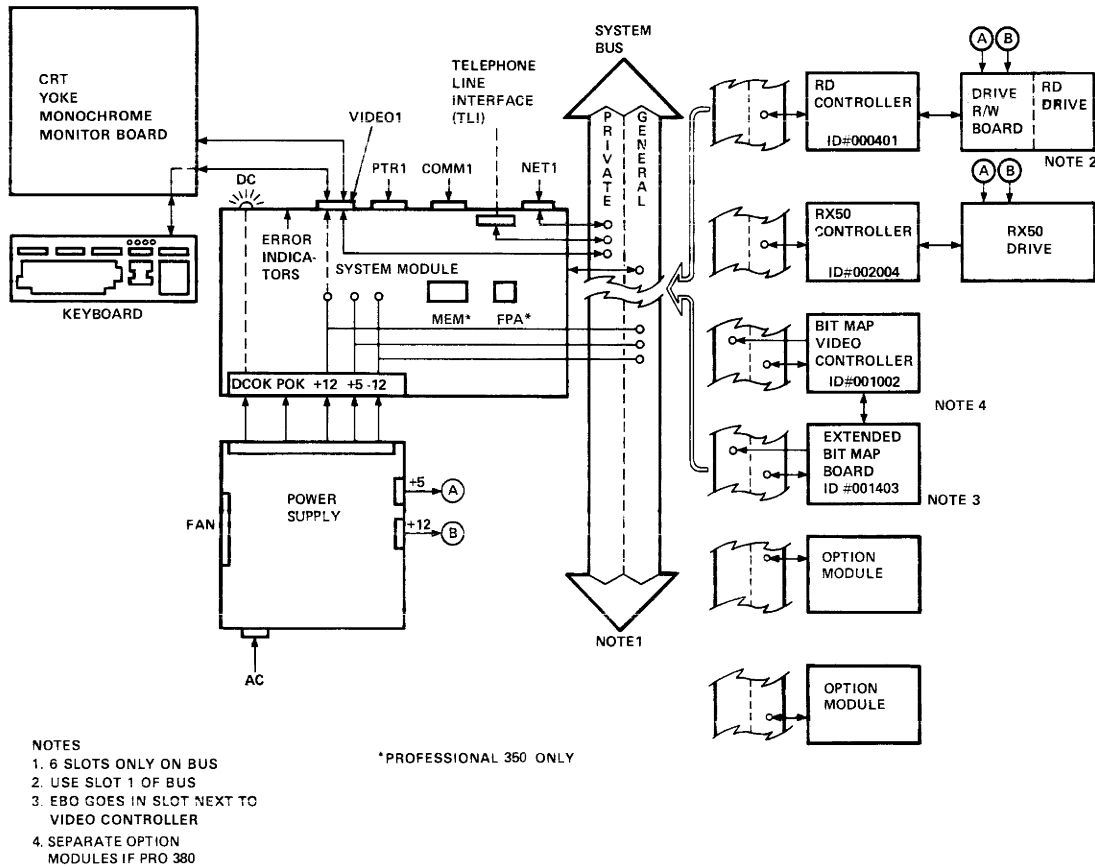 CRT
YOKE
MONOCHROME
MONITOR BOARD
KEYBOARD
DC
VIDEO1
PTR1
COMM1
TELEPHONE
LINE
INTERFACE
(TLI)
NET1
ERROR
INDICA-
TORS
SYSTEM MODULE
MEM*
FPA*
DCOK POK +12 +5 -12
POWER
SUPPLY
FAN
+5
A
+12
B
AC
SYSTEM
BUS
PRIVATE
GENERAL
NOTE1
RD
CONTROLLER
ID#000401
A B
DRIVE
R/W
BOARD
RD
DRIVE
NOTE 2
RX50
CONTROLLER
ID#002004
A B
RX50
DRIVE
BIT MAP
VIDEO
CONTROLLER
ID#001002
NOTE 4
EXTENDED
BIT MAP
BOARD
ID #001403
NOTE 3
OPTION
MODULE
OPTION
MODULE
NOTES
1. 6 SLOTS ONLY ON BUS
2. USE SLOT 1 OF BUS
3. EBO GOES IN SLOT NEXT TO
VIDEO CONTROLLER
4. SEPARATE OPTION
MODULES IF PRO 380
*PROFESSIONAL 350 ONLY